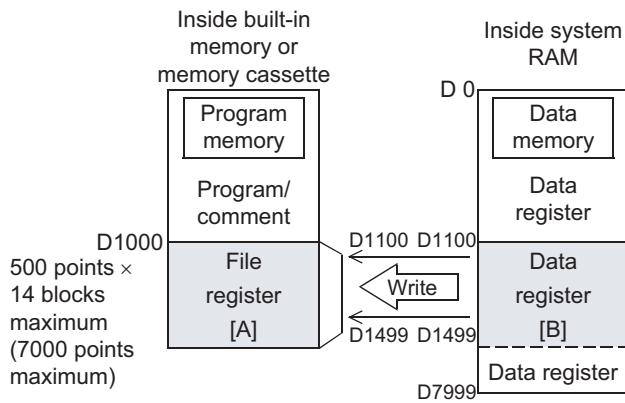 Inside built-in
memory or
memory cassette
Program
memory
Program/
comment
D1000
500 points ×
14 blocks
maximum
(7000 points
maximum)
File
register
[A]
Inside system
RAM
D 0
Data
memory
Data
register
D1100 D1100
Write
D1499 D1499
Data
register
[B]
Data register
D7999